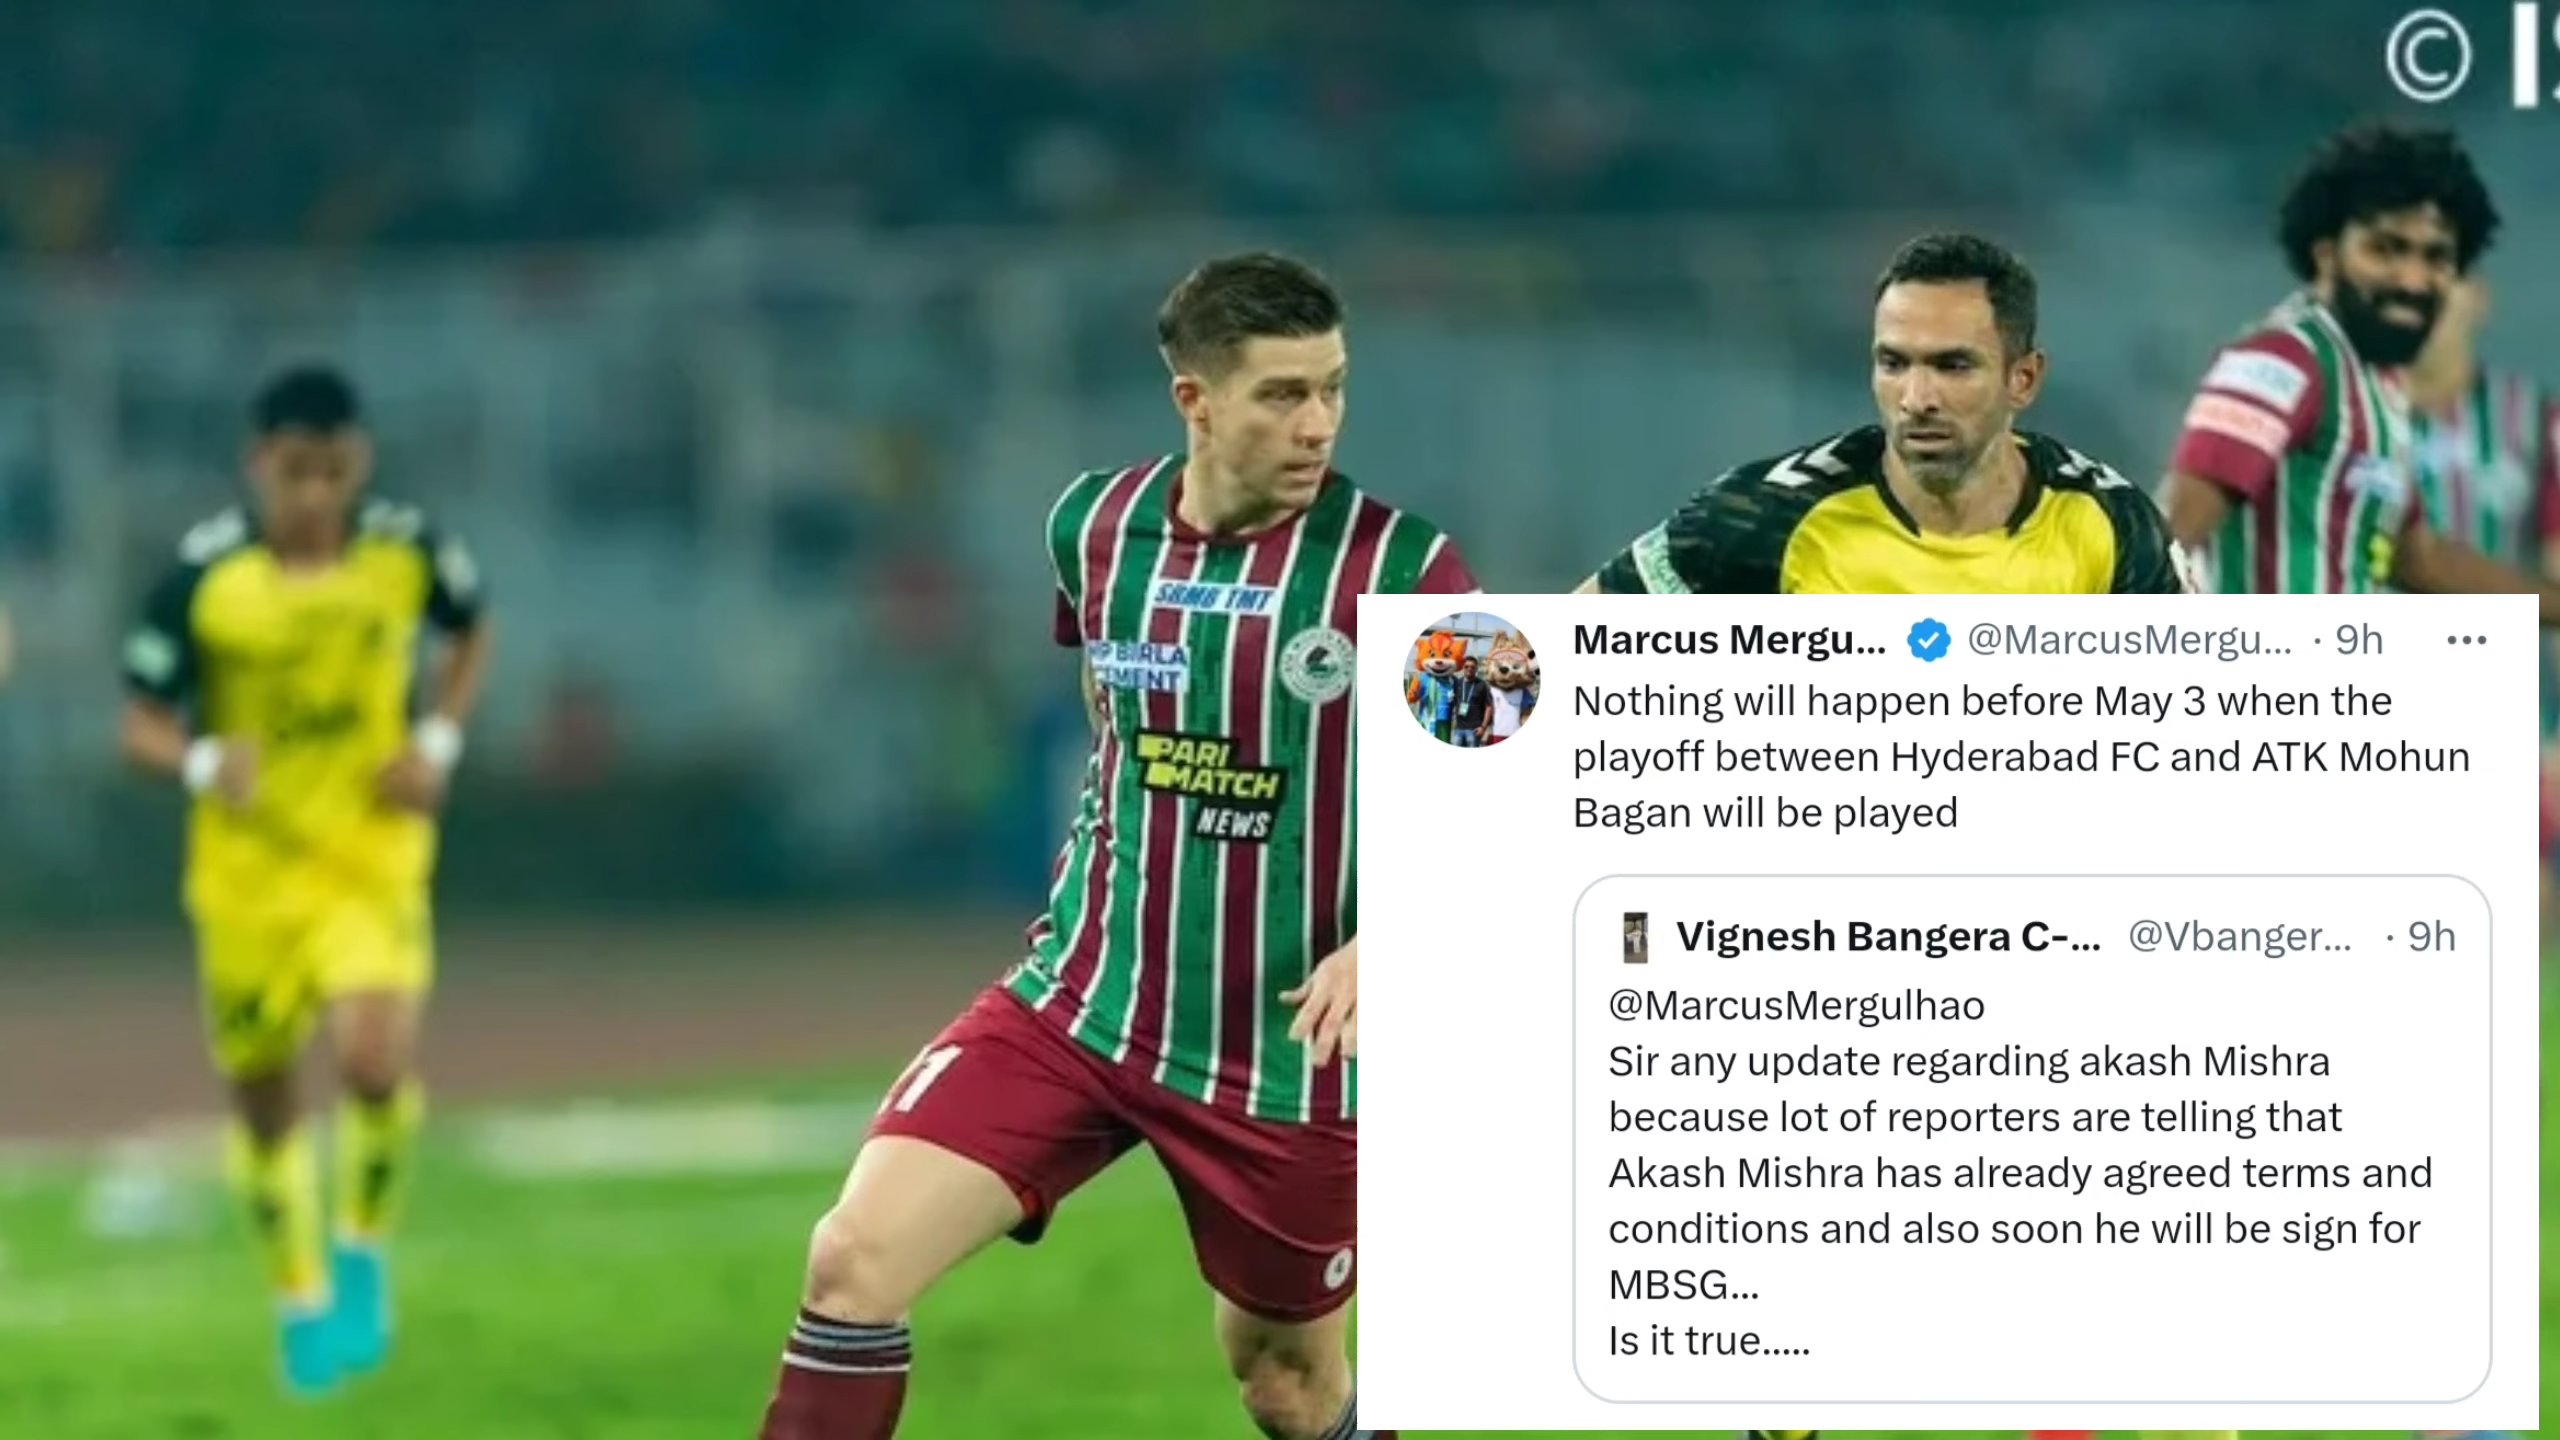 ©
SRMB TMT
BIRLA
PARI
MATCH
NEWS
Marcus Mergu... @MarcusMergu... · 9h ...
Nothing will happen before May 3 when the
playoff between Hyderabad FC and ATK Mohun
Bagan will be played
Vignesh Bangera C-... @Vbanger... · 9h
@MarcusMergulhao
Sir any update regarding akash Mishra
because lot of reporters are telling that
Akash Mishra has already agreed terms and
conditions and also soon he will be sign for
MBSG...
Is it true.....